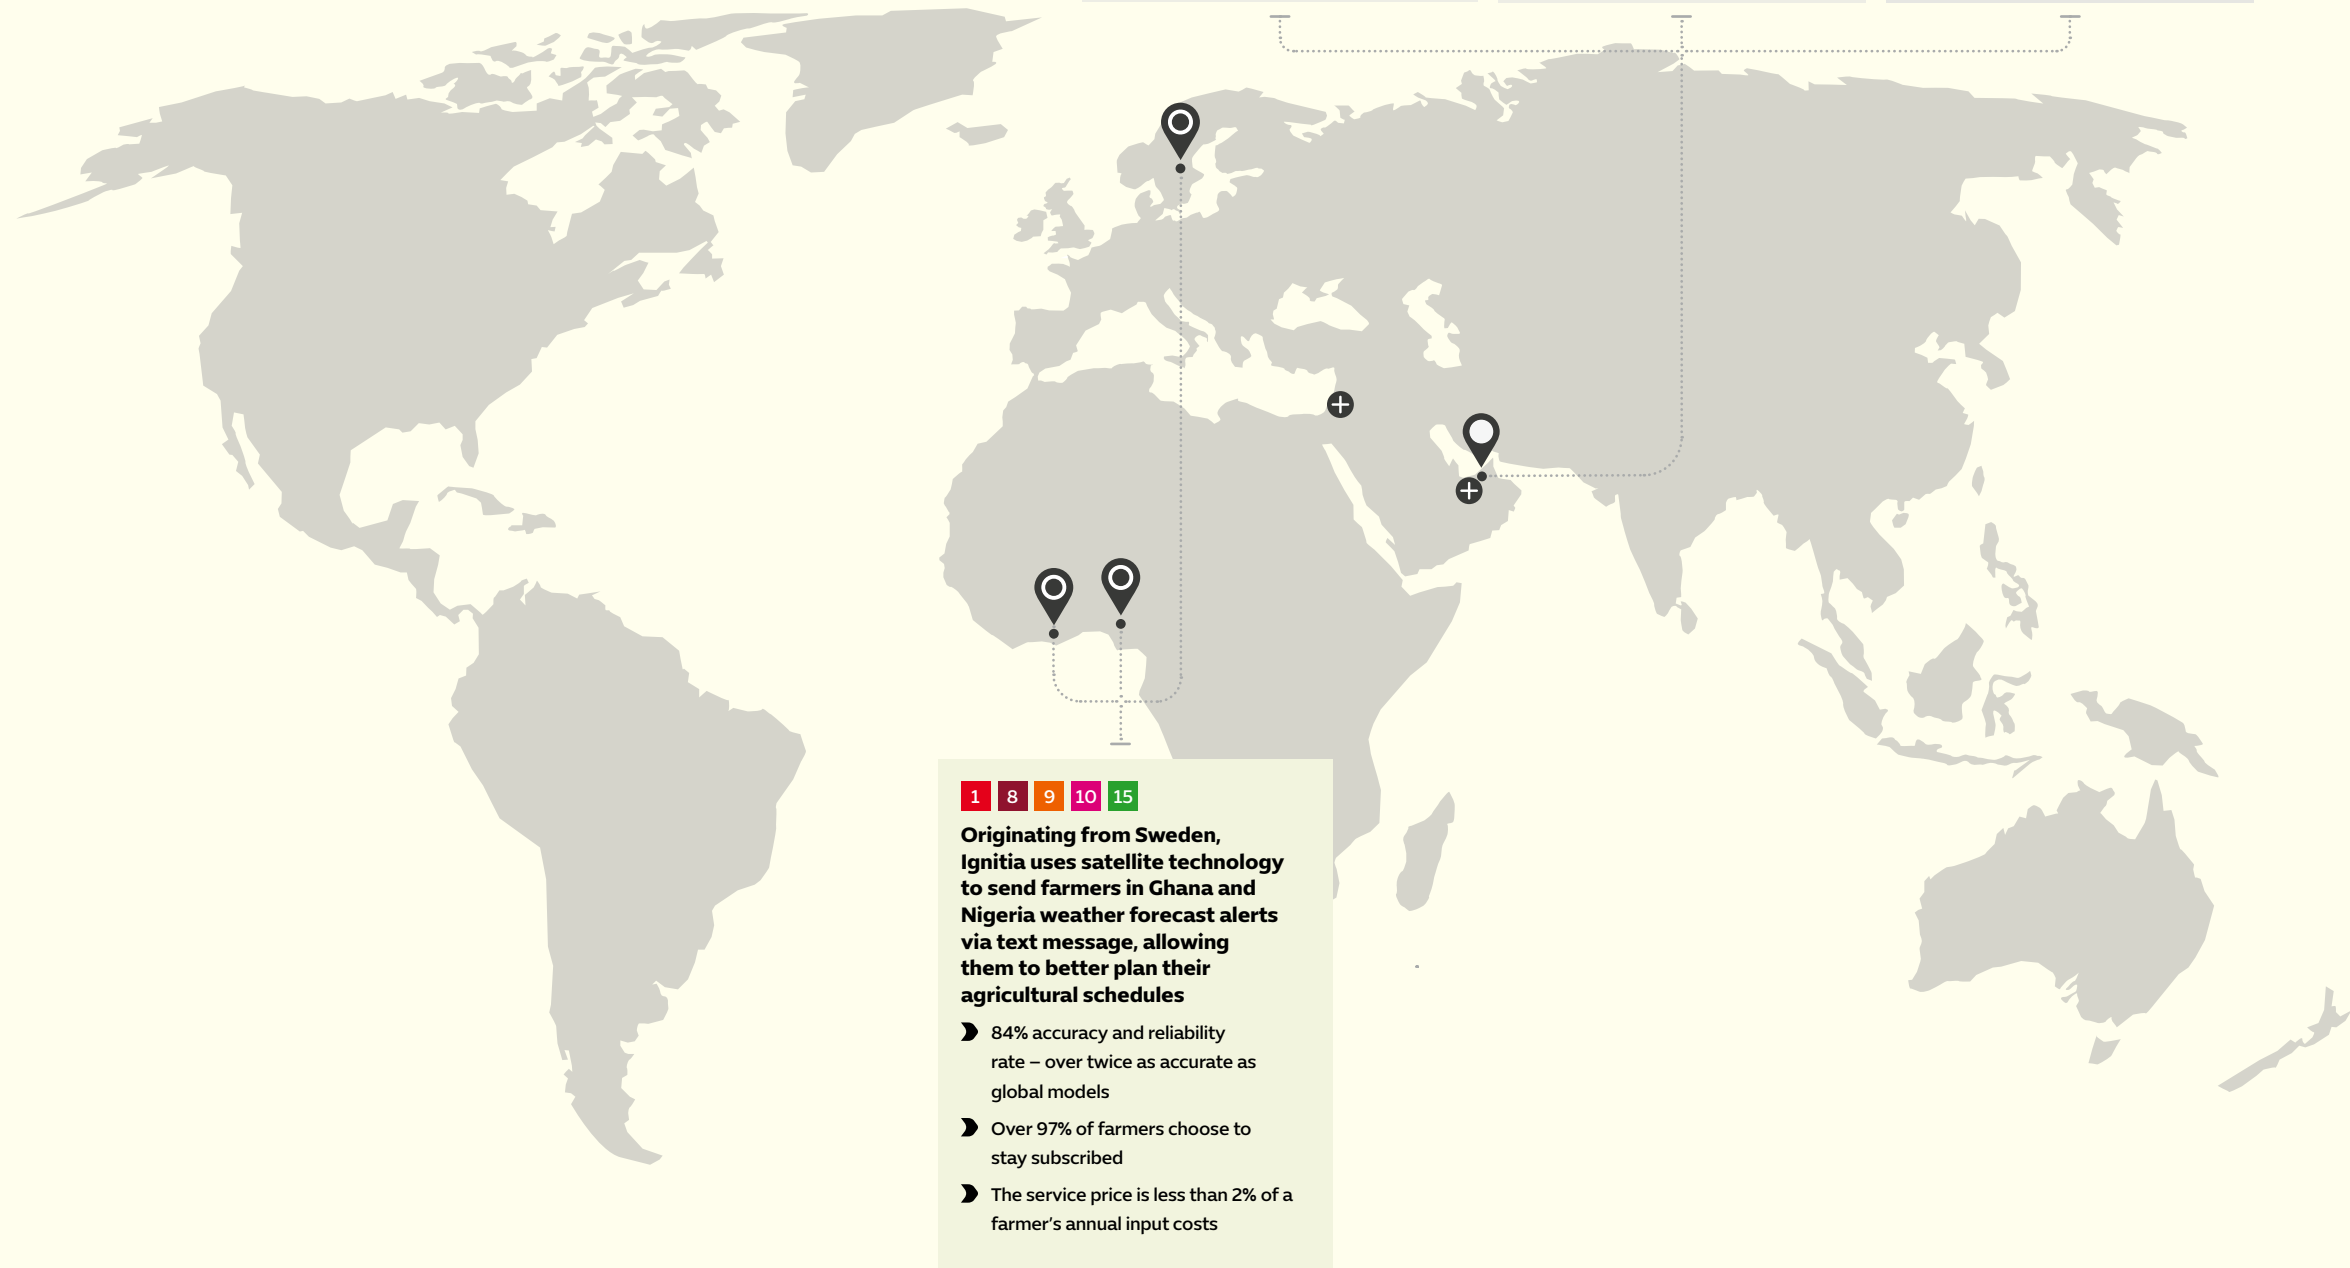 1 8 9 10 15
Originating from Sweden,
Ignitia uses satellite technology
to send farmers in Ghana and
Nigeria weather forecast alerts
via text message, allowing
them to better plan their
agricultural schedules
84% accuracy and reliability
rate – over twice as accurate as
global models
Over 97% of farmers choose to
stay subscribed
The service price is less than 2% of a
farmer’s annual input costs